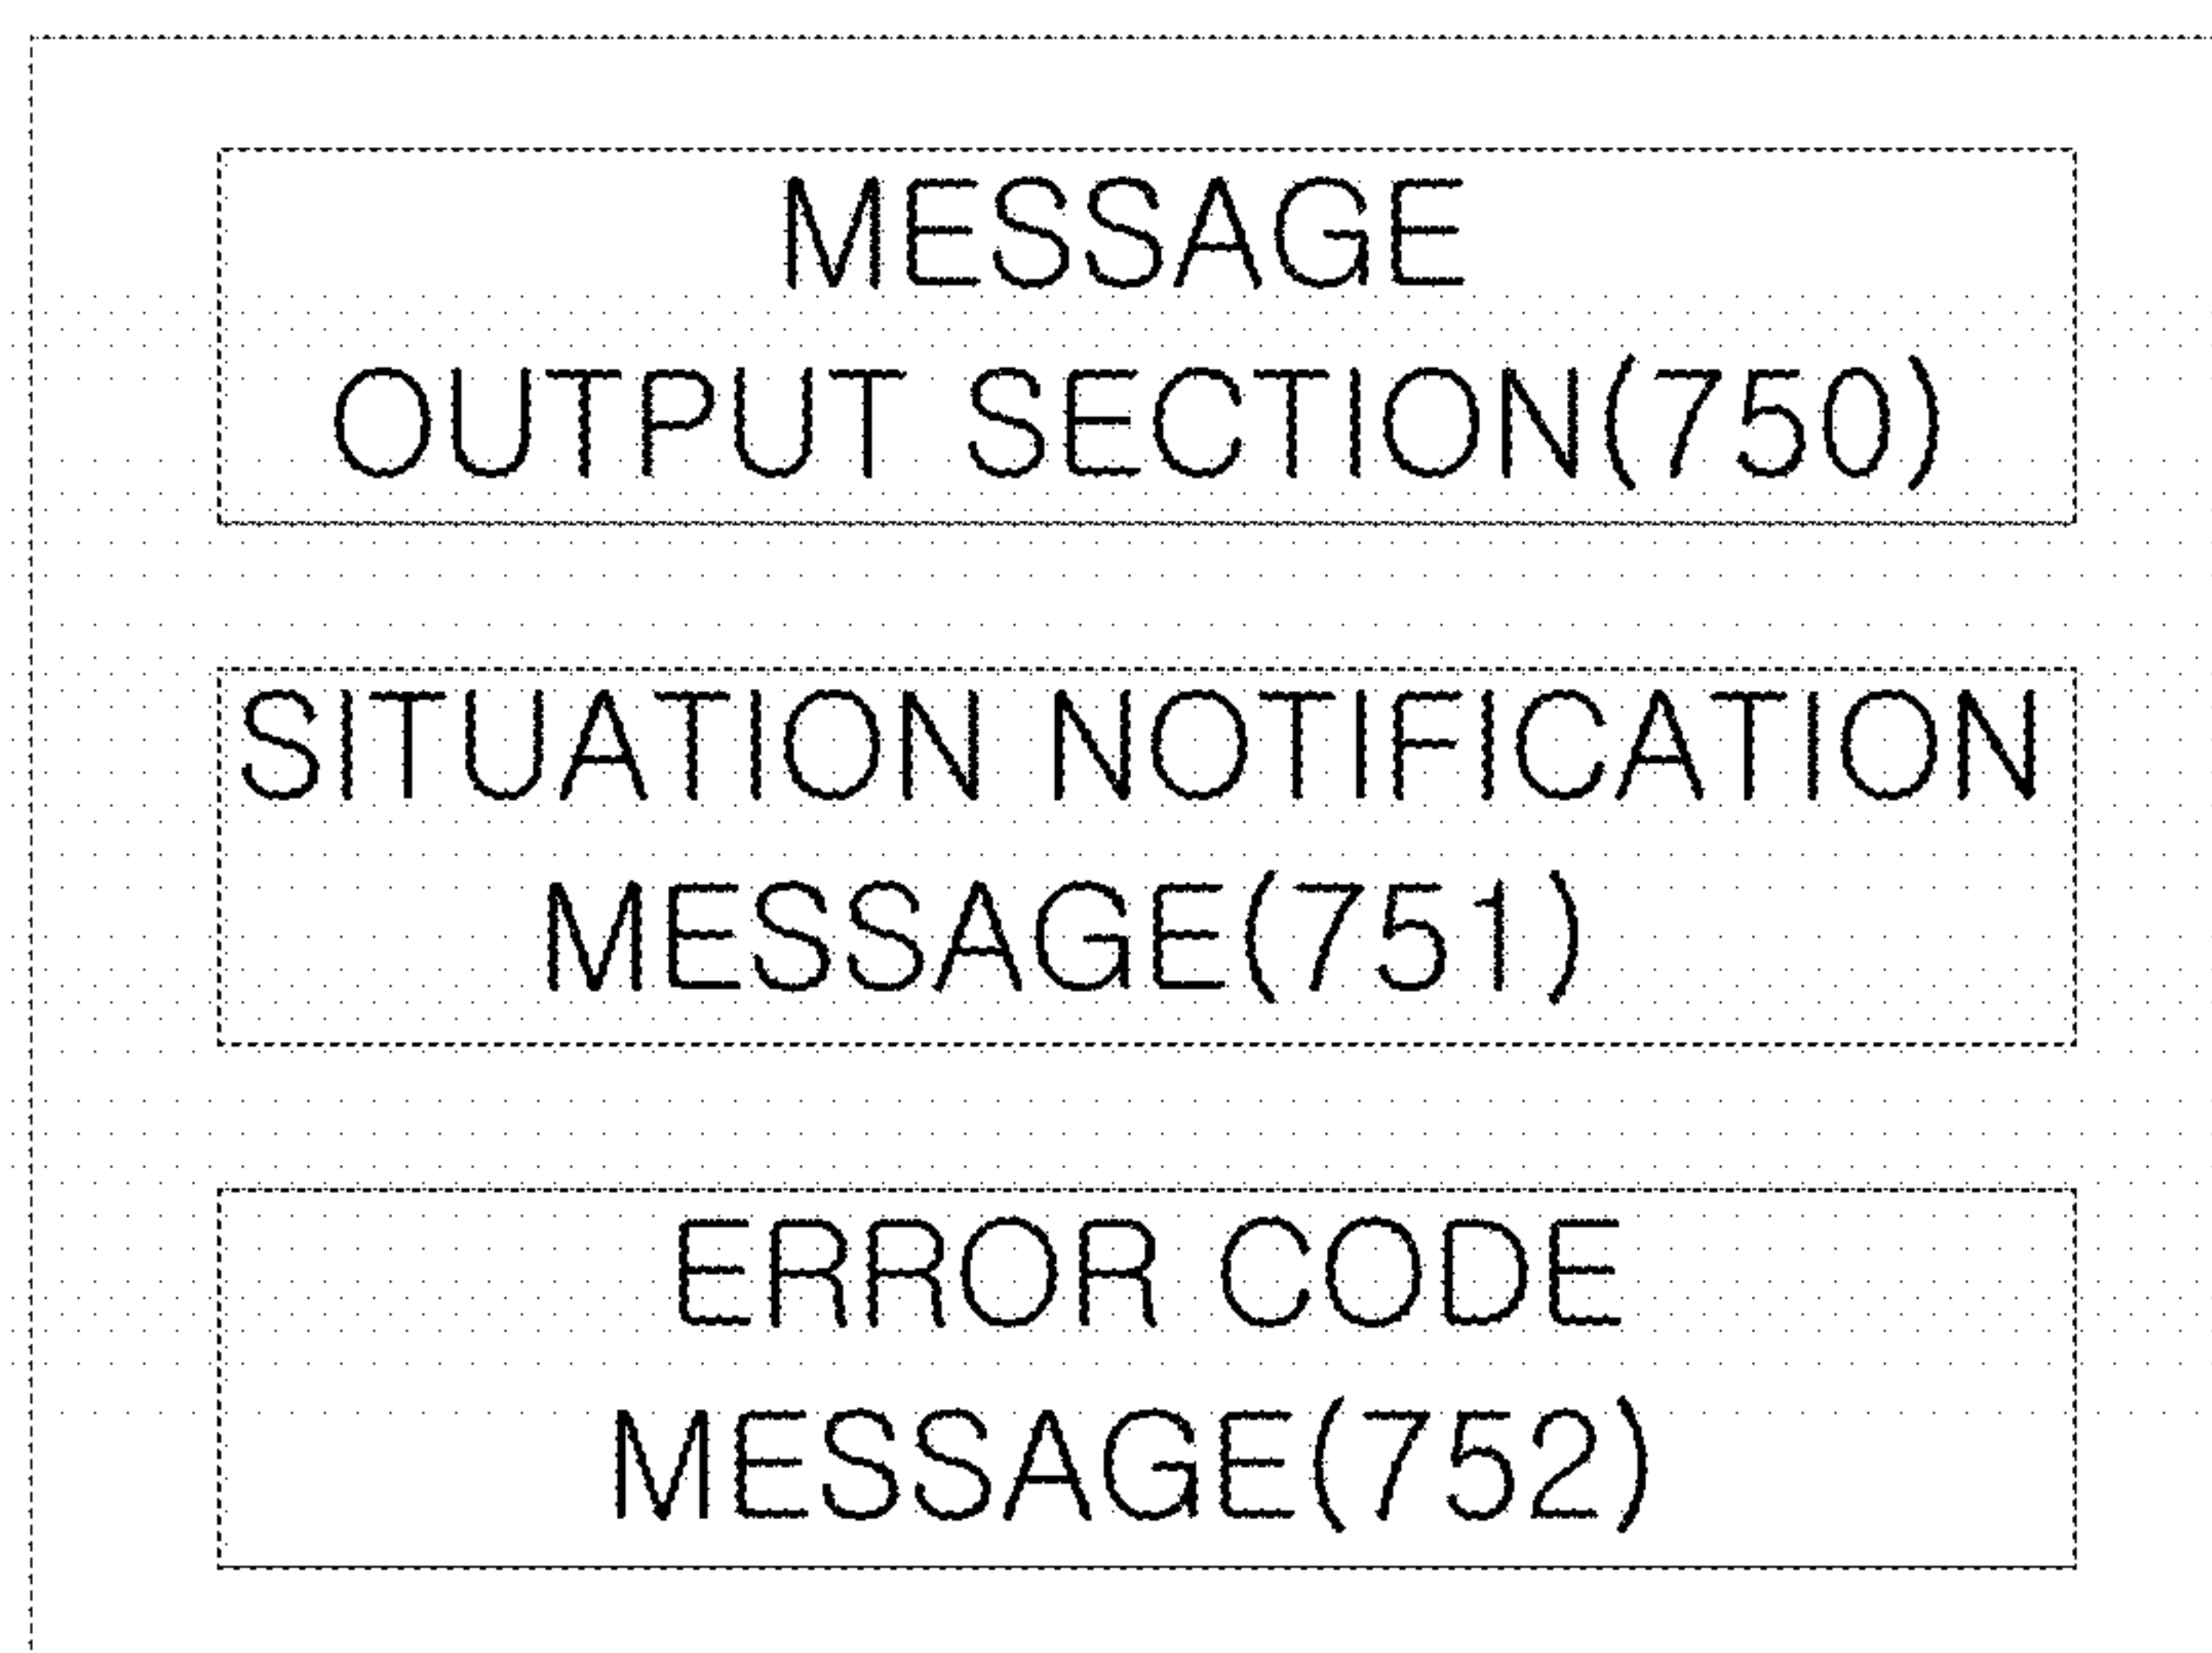 MESSAGE
OUTPUT SECTION(750)
SITUATION NOTIFICATION
MESSAGE(751)
ERROR CODE
MESSAGE(752)